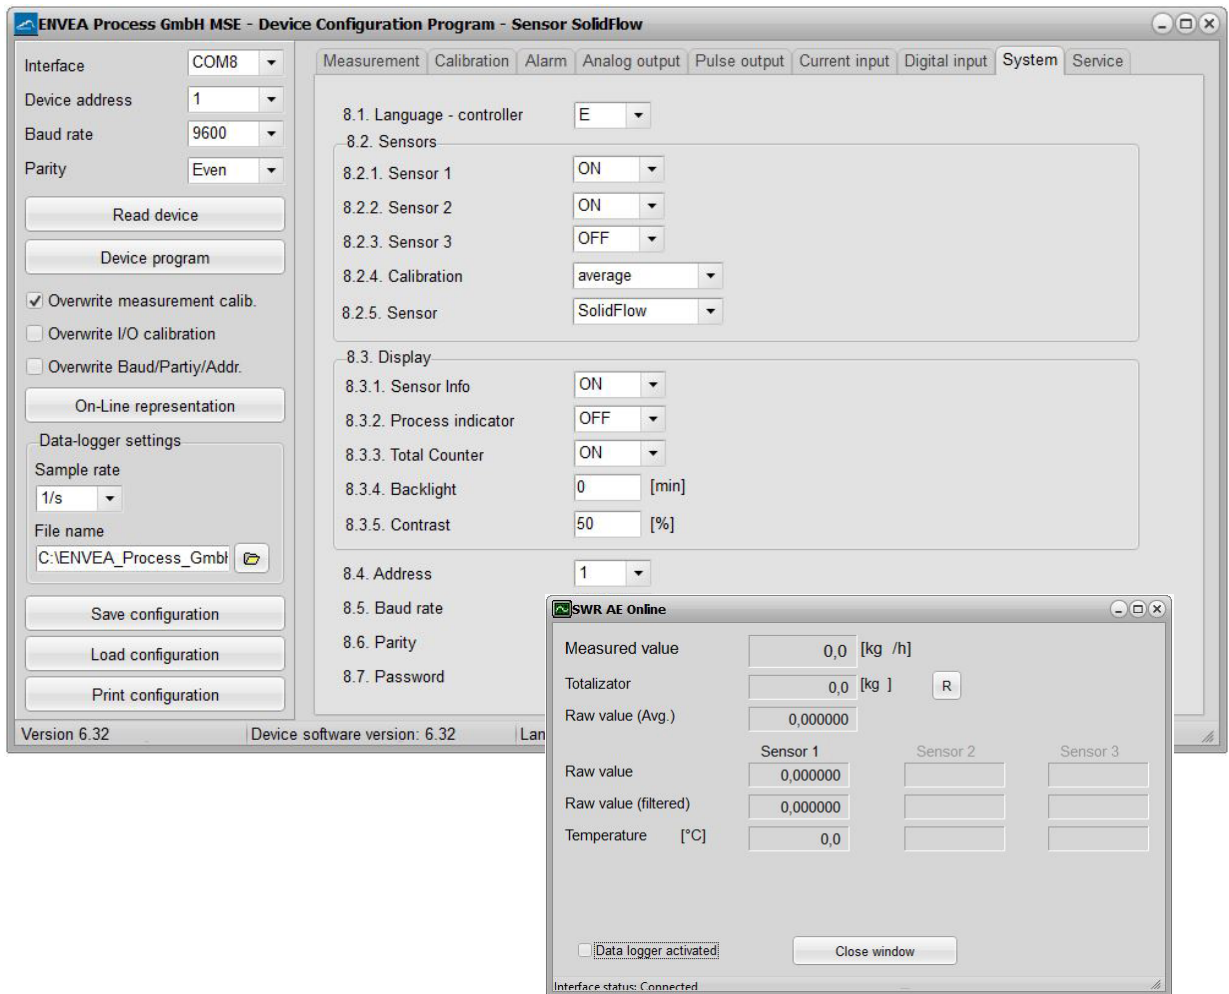 ENVEA Process GmbH MSE - Device Configuration Program - Sensor SolidFlow
Interface COM8
Device address 1
Baud rate 9600
Parity Even
Read device
Device program
Overwrite measurement calib.
Overwrite I/O calibration
Overwrite Baud/Partiy/Addr.
On-Line representation
Data-logger settings
Sample rate
1/s
File name
C:\ENVEA_Process_Gmbl
Save configuration
Load configuration
Print configuration
Measurement Calibration Alarm Analog output Pulse output Current input Digital input System Service
8.1. Language - controller E
8.2. Sensors
8.2.1. Sensor 1 ON
8.2.2. Sensor 2 ON
8.2.3. Sensor 3 OFF
8.2.4. Calibration average
8.2.5. Sensor SolidFlow
8.3. Display
8.3.1. Sensor Info ON
8.3.2. Process indicator OFF
8.3.3. Total Counter ON
8.3.4. Backlight 0 [min]
8.3.5. Contrast 50 [%]
8.4. Address 1
8.5. Baud rate
8.6. Parity
8.7. Password
Version 6.32 Device software version: 6.32 Lan
SWR AE Online
Measured value 0,0 [kg /h]
Totalizator 0,0 [kg ] R
Raw value (Avg.) 0,000000
Sensor 1 Sensor 2 Sensor 3
Raw value 0,000000
Raw value (filtered) 0,000000
Temperature [°C] 0,0
Data logger activated Close window
Interface status: Connected